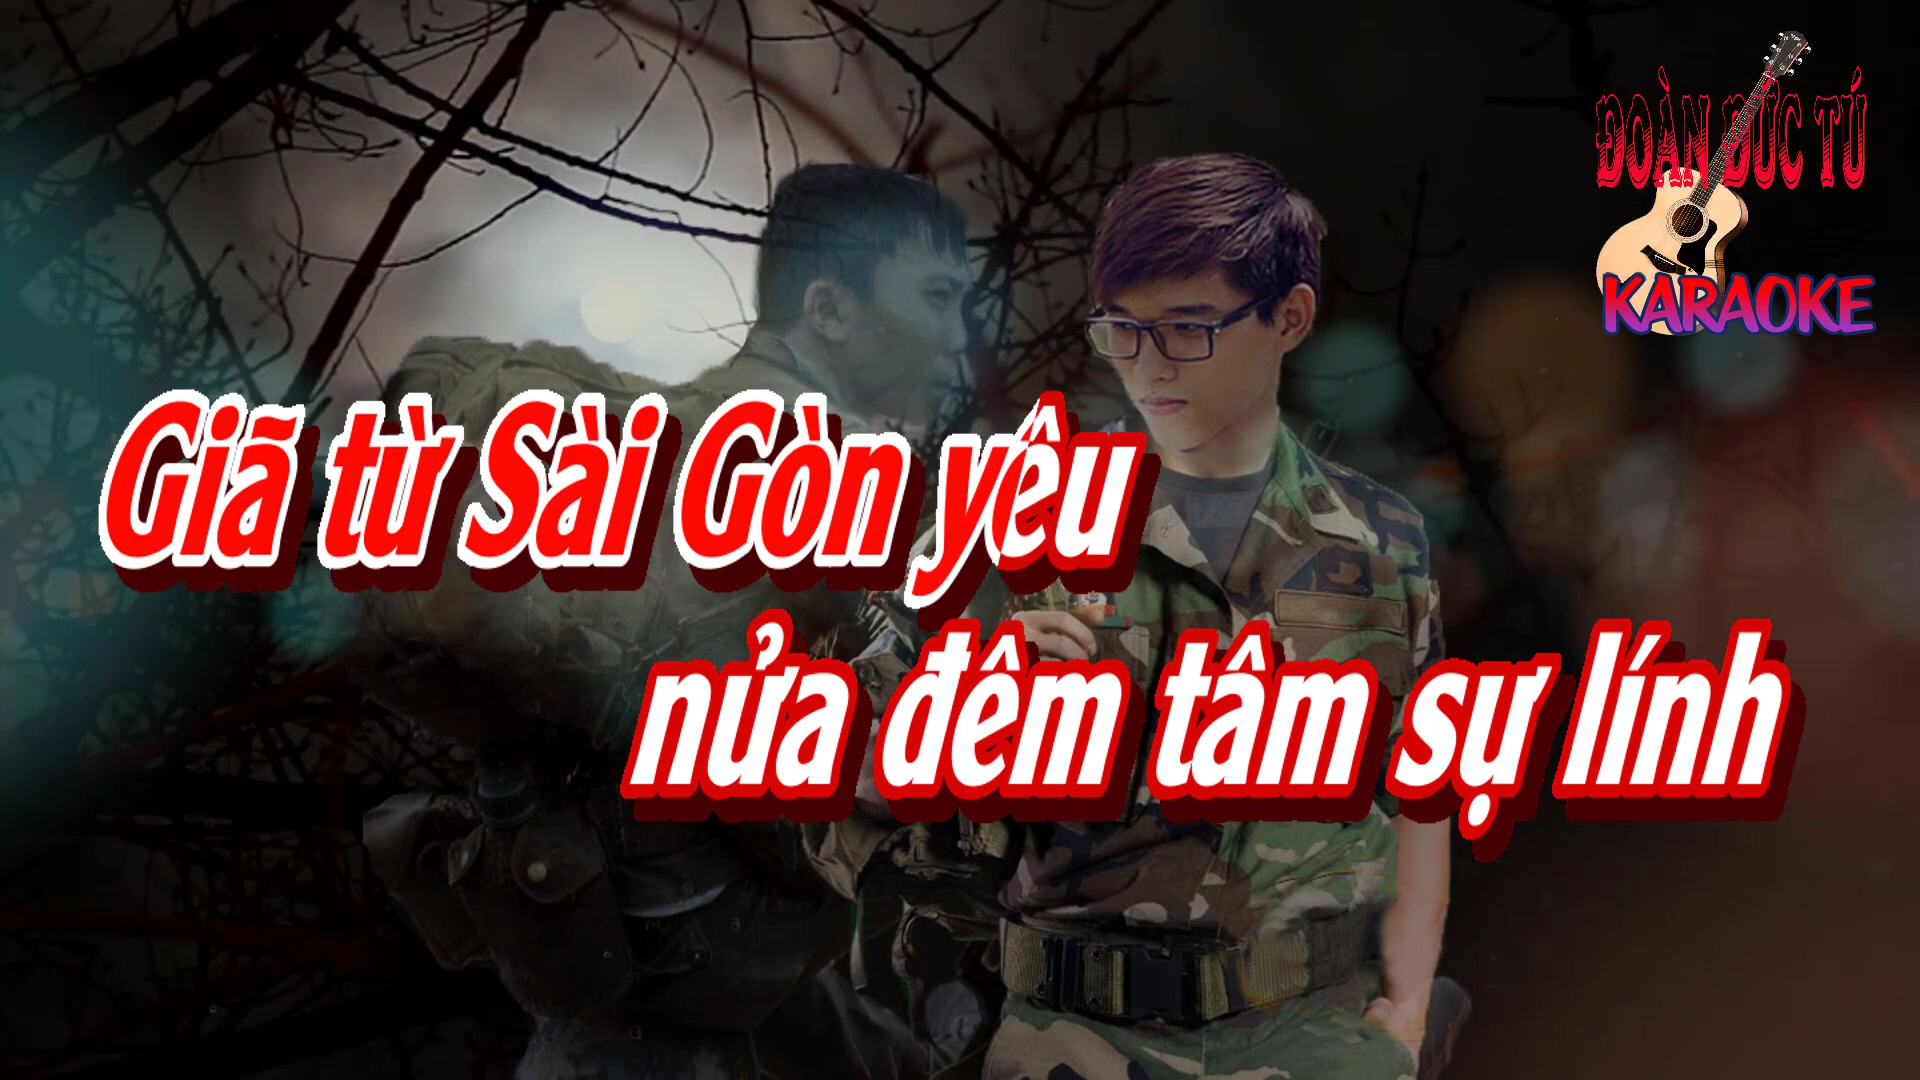 ĐOÀN ĐỨC TÚ
KARAOKE
Giã từ Sài Gòn yêu
nửa đêm tâm sự lính